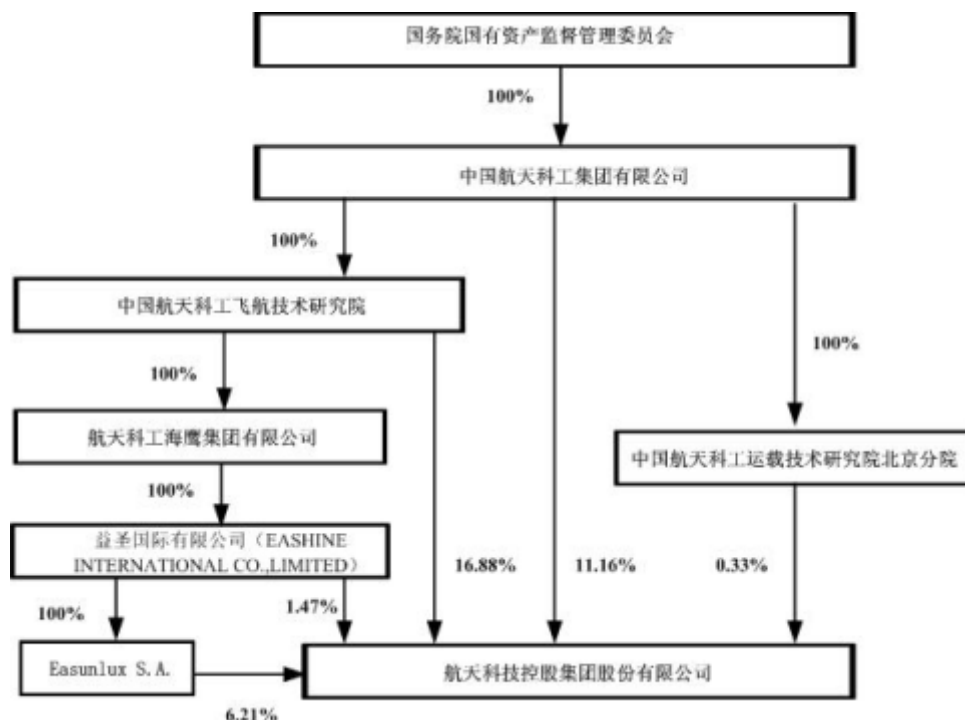 国务院国有资产监督管理委员会
100%
中国航天科工集团有限公司
100%
中国航天科工飞航技术研究院
100%
100%
航天科工海鹰集团有限公司
中国航天科工运载技术研究院北京分院
100%
益圣国际有限公司（EASHINE
INTERNATIONAL CO.,LIMITED）
16.88%
11.16%
0.33%
100%
1.47%
Easunlux S.A.
航天科技控股集团股份有限公司
6.21%